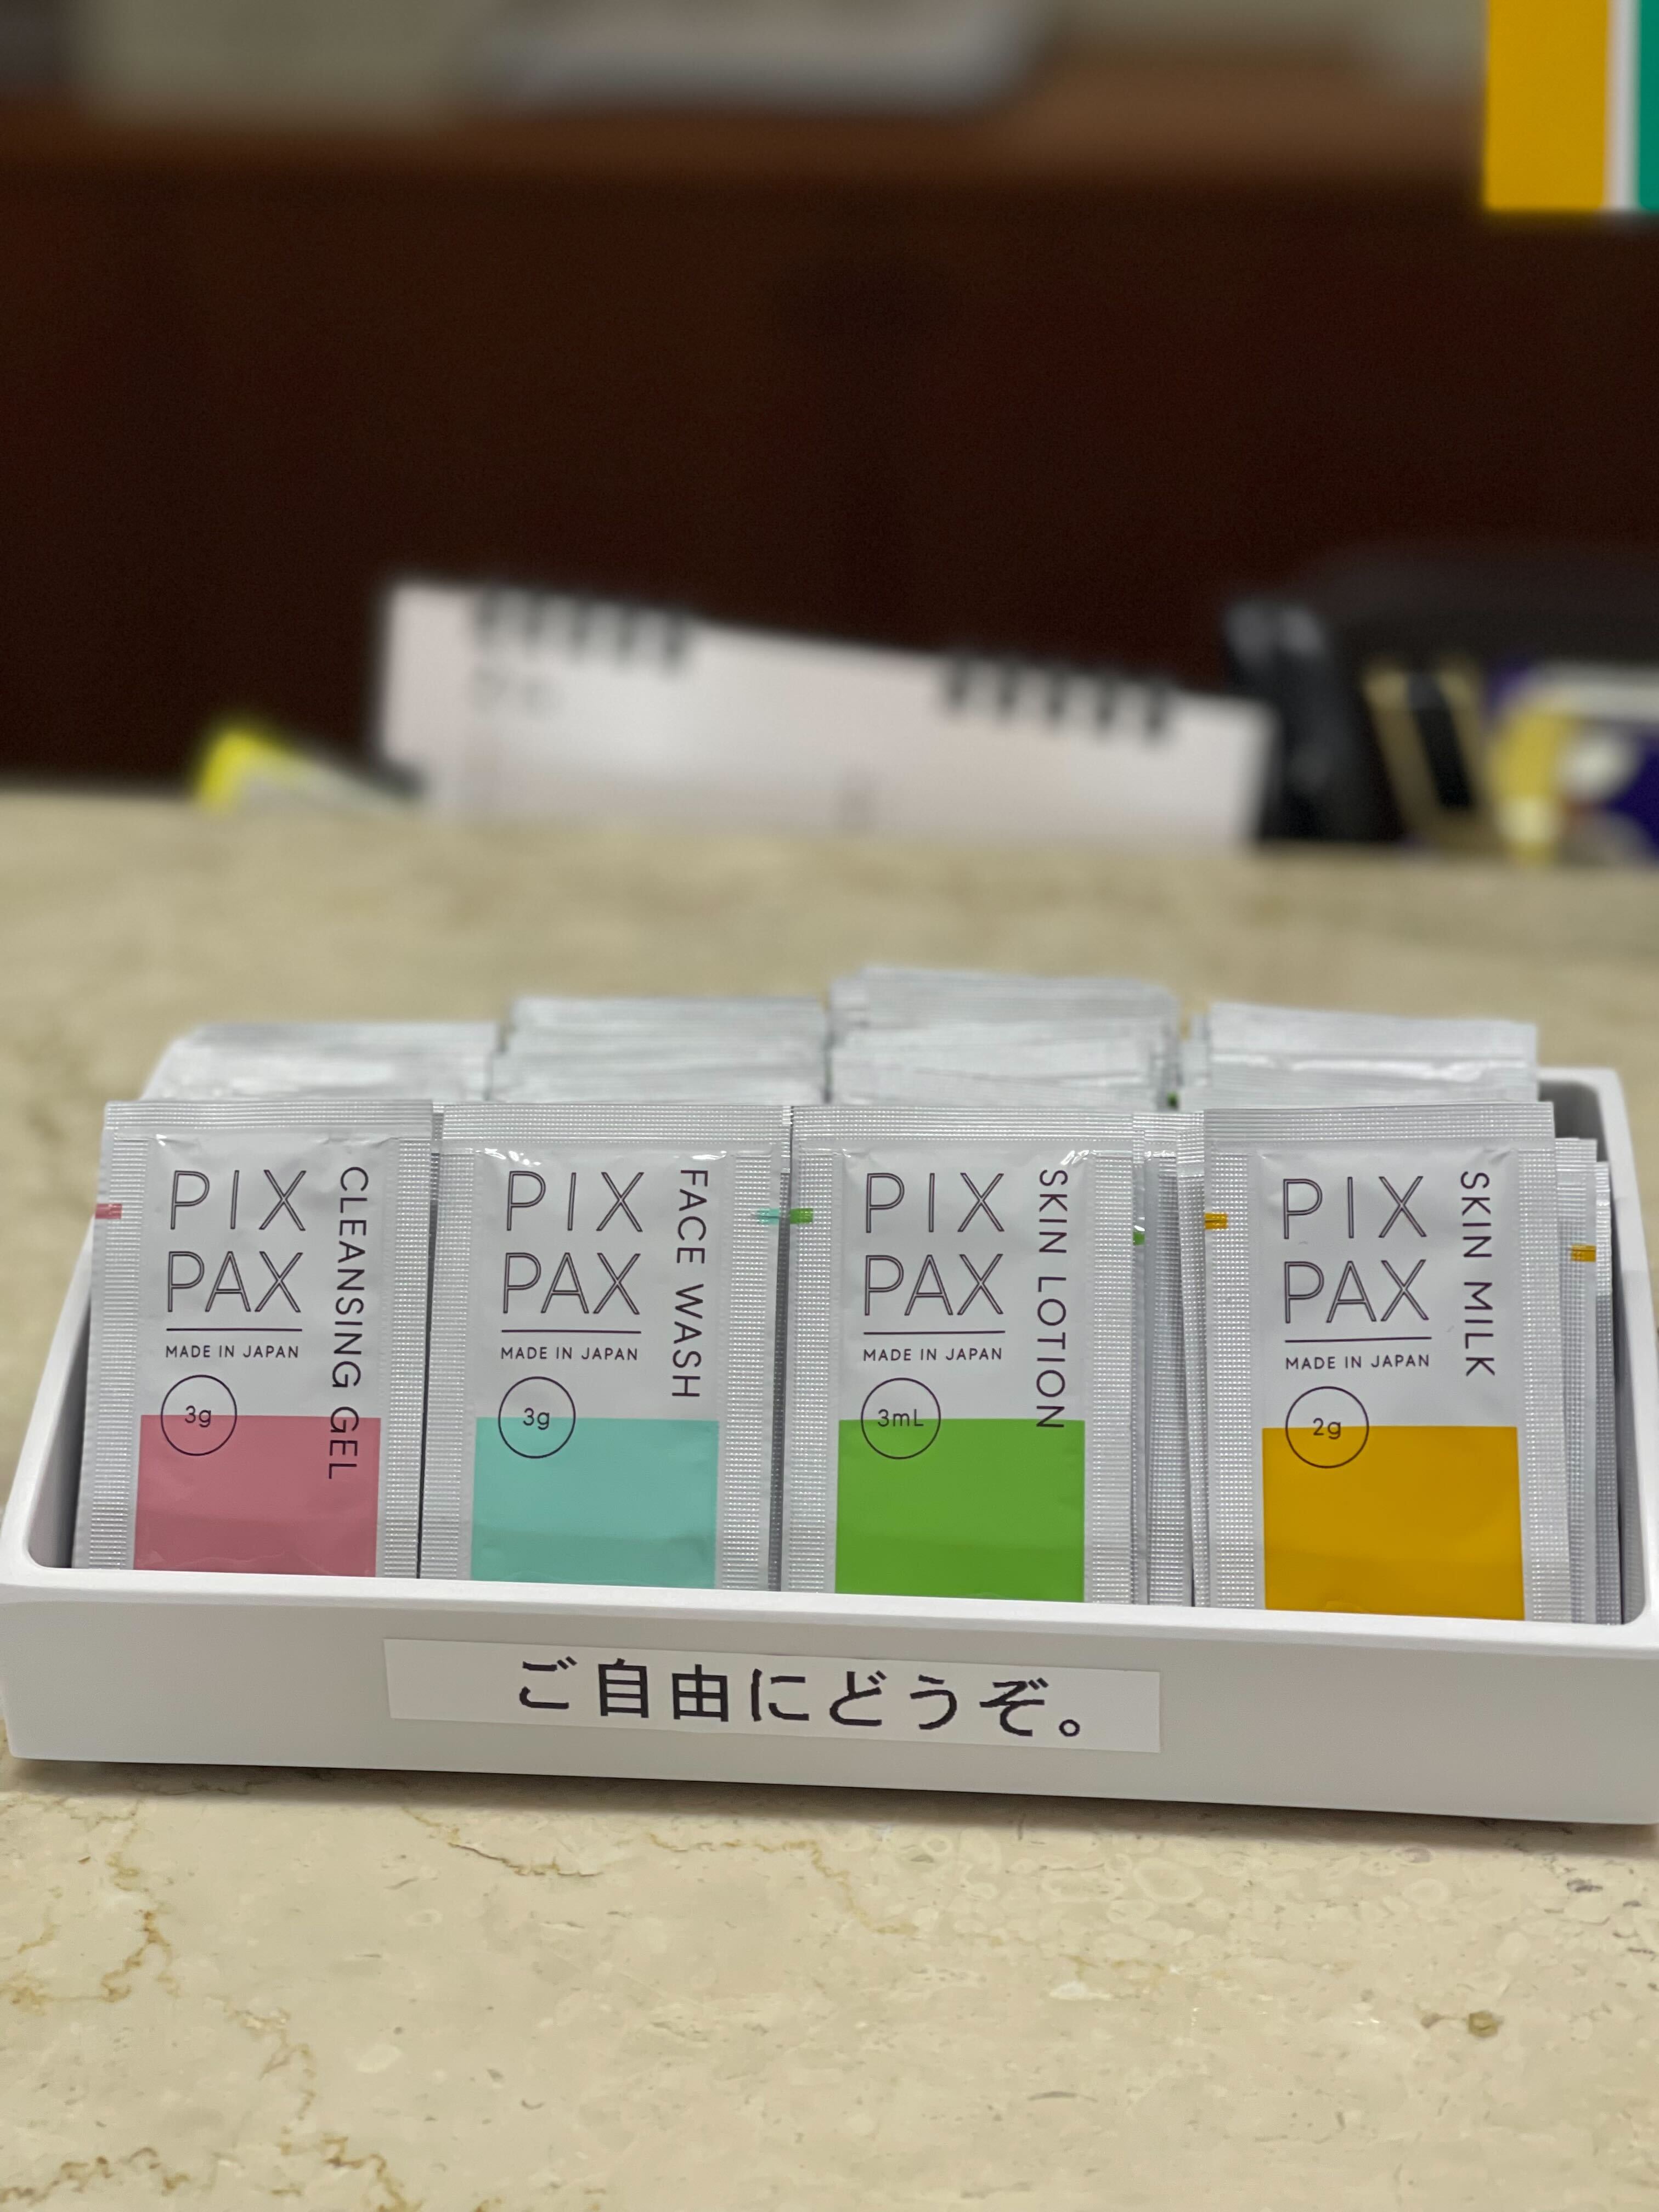 PIX
PAX
MADE IN JAPAN
3g
CLEANSING GEL
PIX
PAX
MADE IN JAPAN
3g
FACE WASH
PIX
PAX
MADE IN JAPAN
3mL
SKIN LOTION
PIX
PAX
MADE IN JAPAN
2g
SKIN MILK
ご自由にどうぞ。